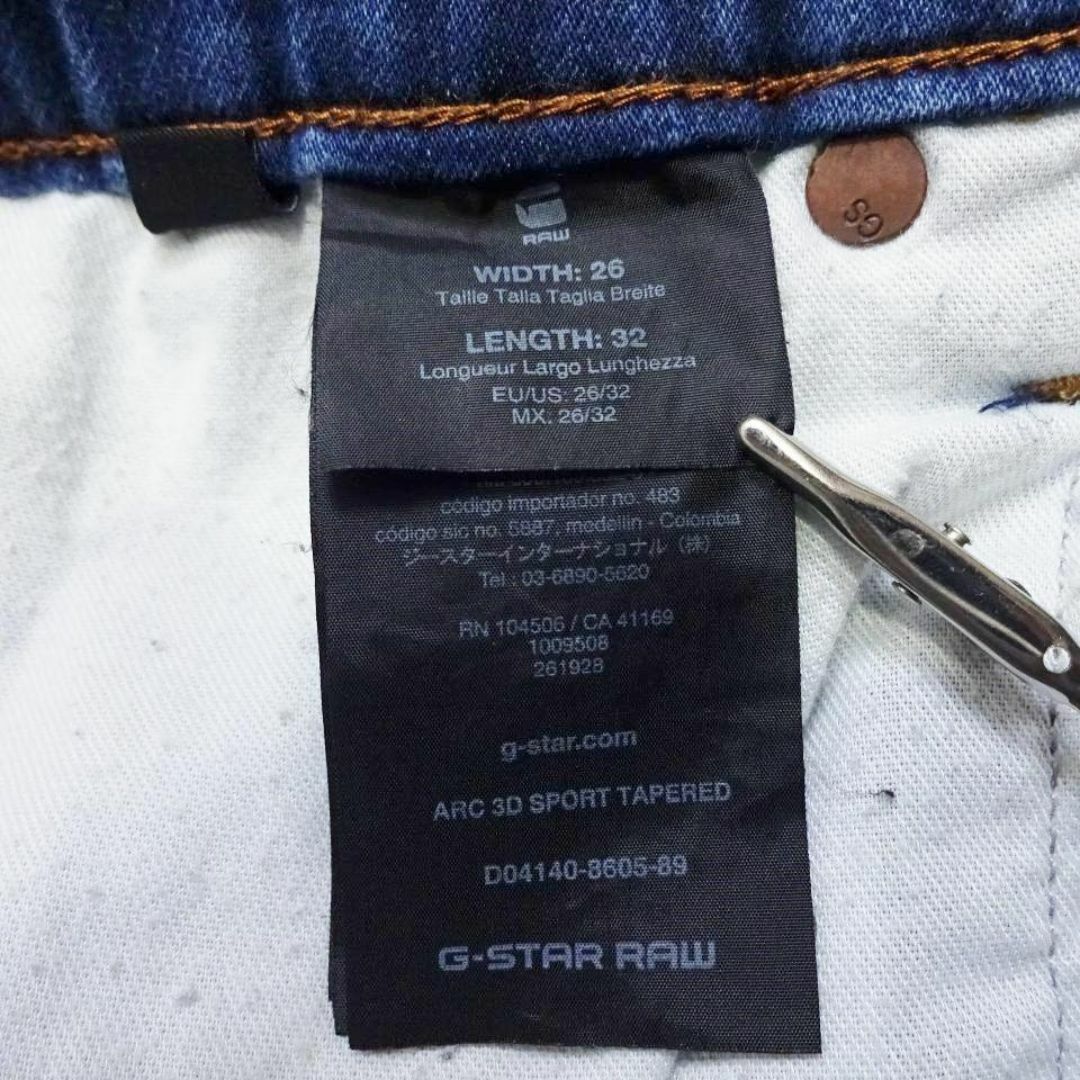 RAW
WIDTH: 26
Taille Talla Taglia Breite
LENGTH: 32
Longueur Largo Lunghezza
EU/US: 26/32
MX: 26/32
código importador no. 483
código sic no. 5887, medellin - Colombia
ジースターインターナショナル (株)
Tel : 03-6890-5620
RN 104506 / CA 41169
1009508
261928
g-star.com
ARC 3D SPORT TAPERED
D04140-8605-89
G-STAR RAW
GS